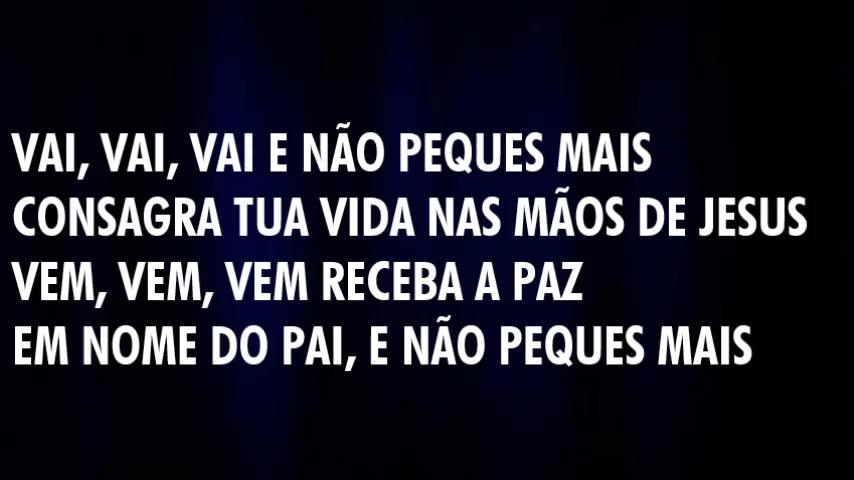 VAI, VAI, VAI E NÃO PEQUES MAIS
CONSAGRA TUA VIDA NAS MÃOS DE JESUS
VEM, VEM, VEM RECEBA A PAZ
EM NOME DO PAI, E NÃO PEQUES MAIS